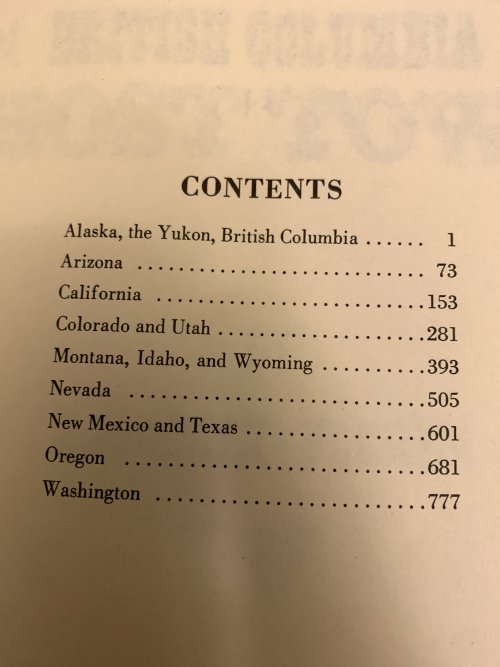 CONTENTS
Alaska, the Yukon, British Columbia ...... 1
Arizona ............................ 73
California ..........................153
Colorado and Utah ....................281
Montana, Idaho, and Wyoming ..........393
Nevada .............................505
New Mexico and Texas ..................601
Oregon .............................681
Washington ..........................777